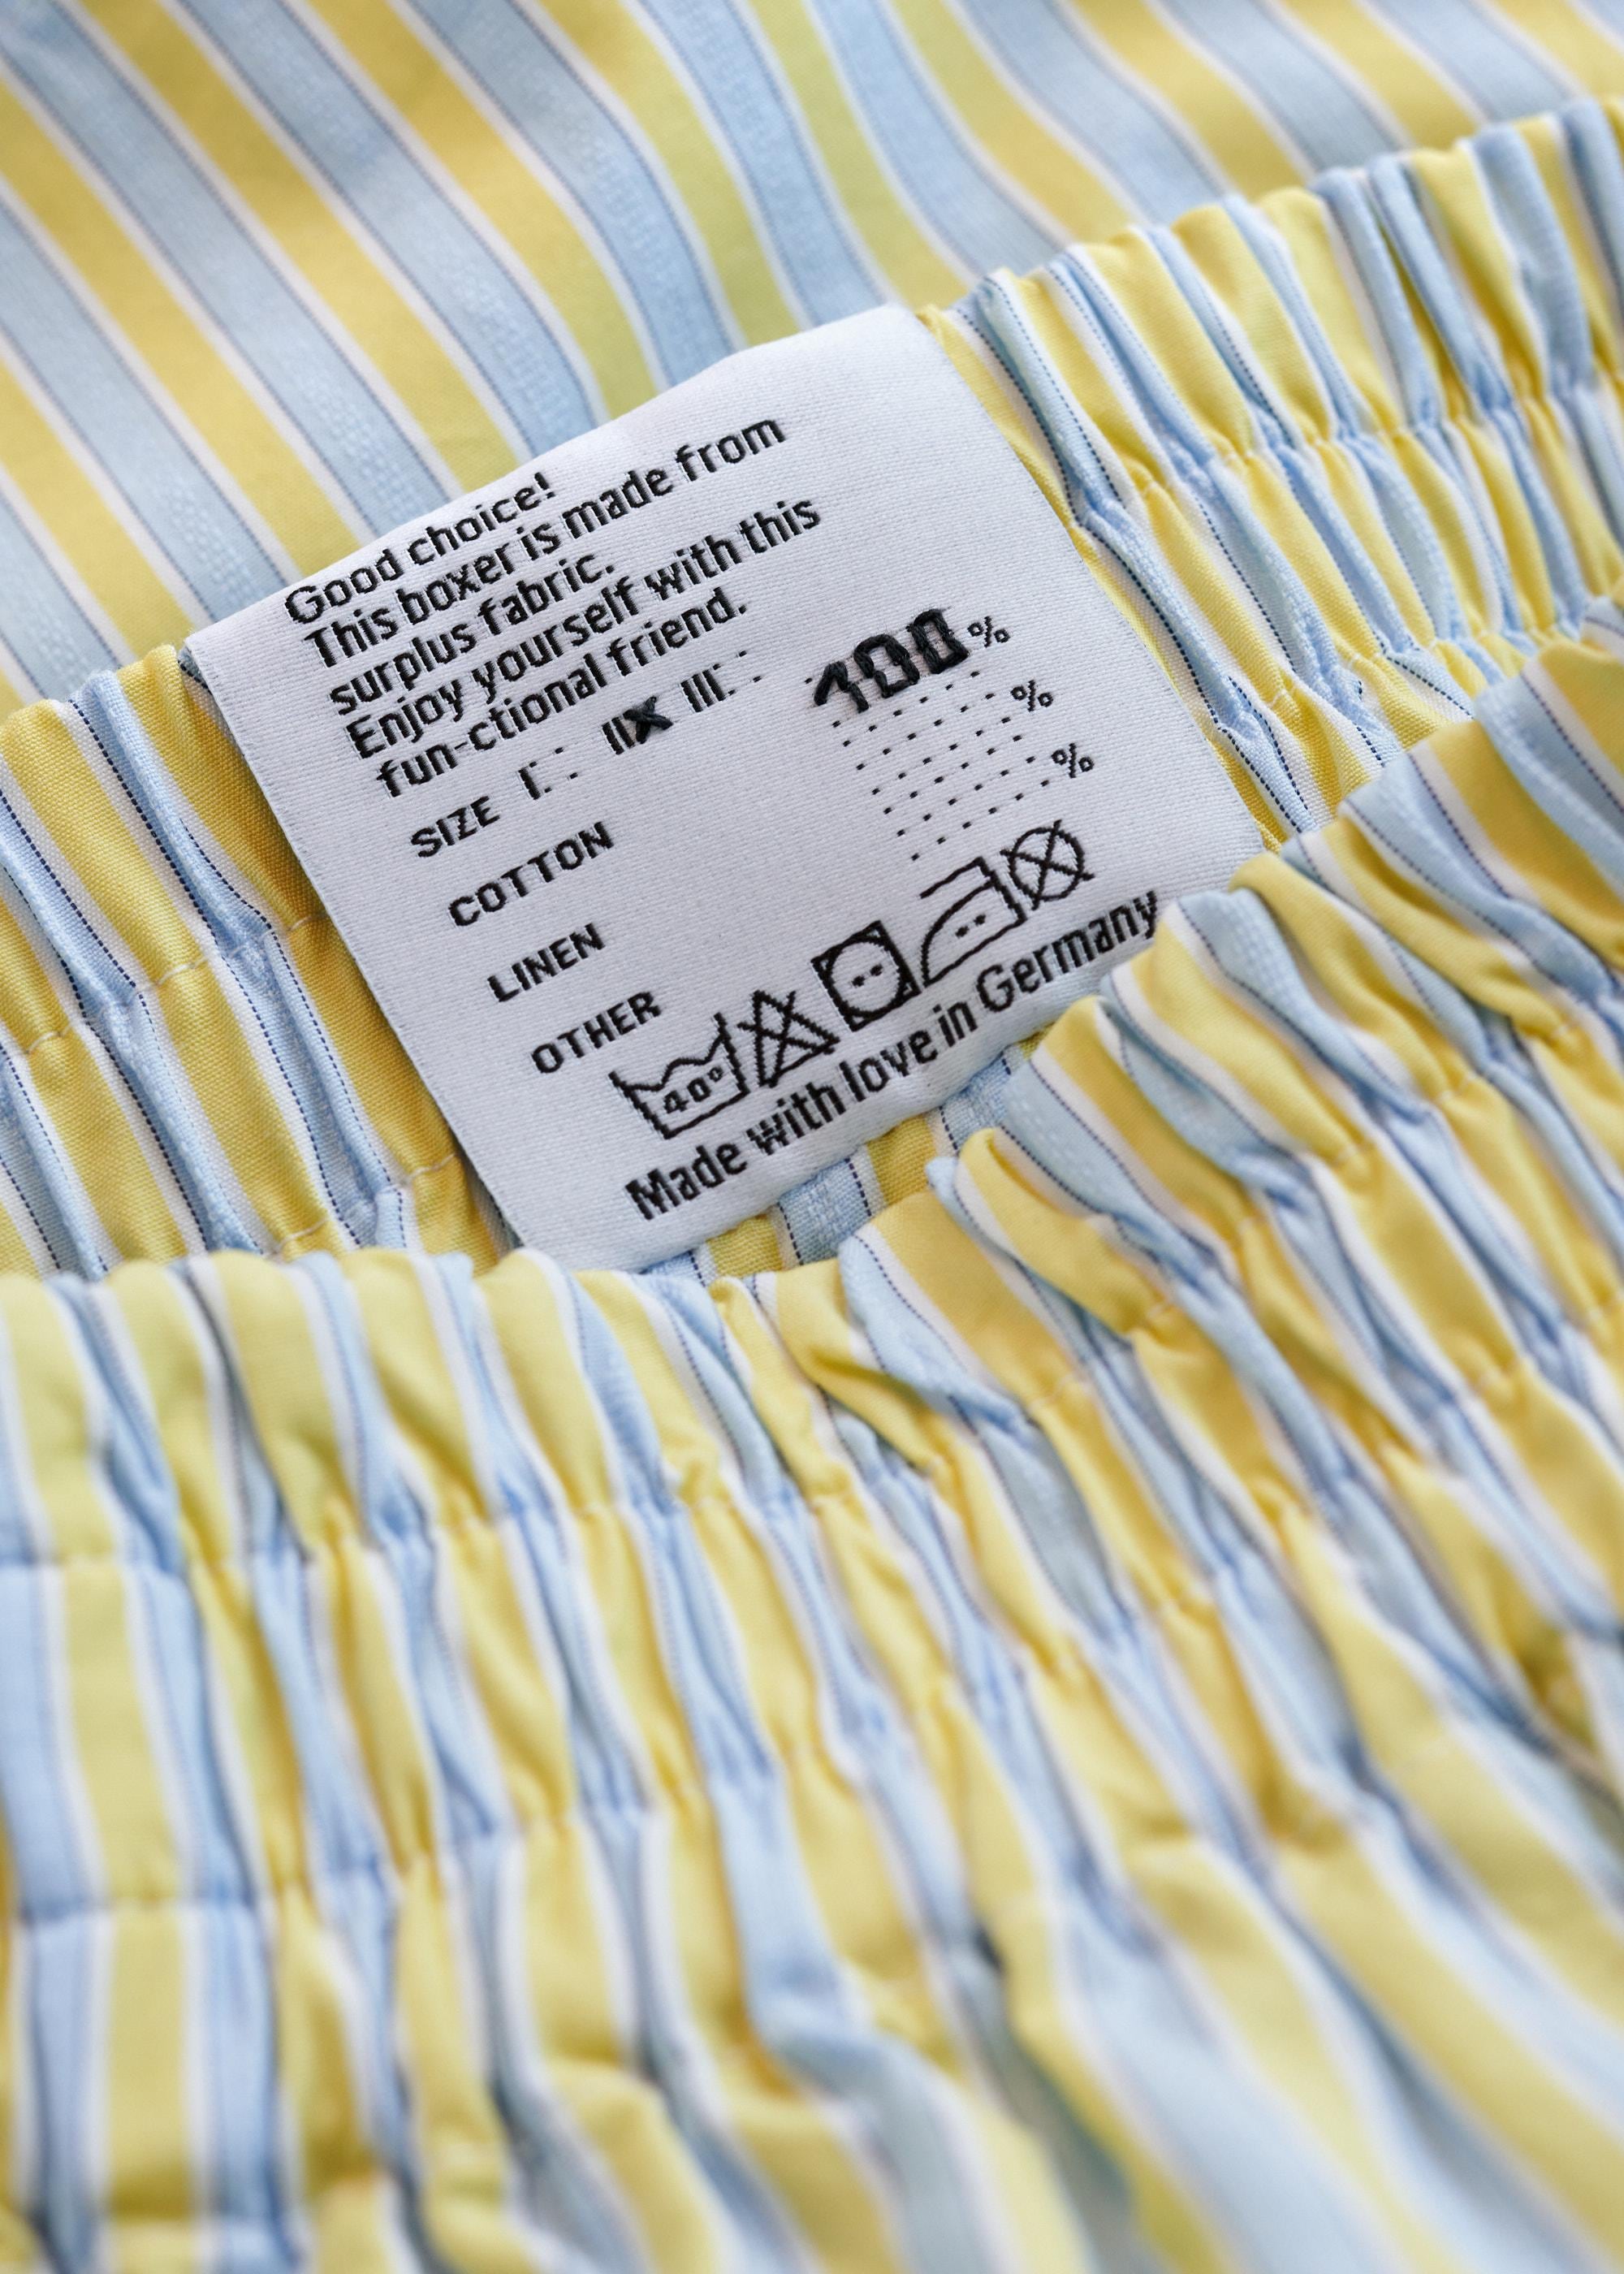 Good choice!
This boxer is made from
surplus fabric.
Enjoy yourself with this
fun-ctional friend.
SIZE I II X III
COTTON 100 %
LINEN %
OTHER %
40°
Made with love in Germany